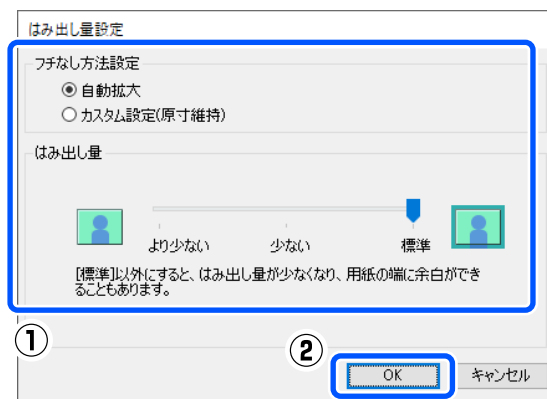 はみ出し量設定
フチなし方法設定
自動拡大
カスタム設定(原寸維持)
はみ出し量
より少ない 少ない 標準
[標準]以外にすると、はみ出し量が少なくなり、用紙の端に余白ができ
ることもあります。
① ②
OK キャンセル